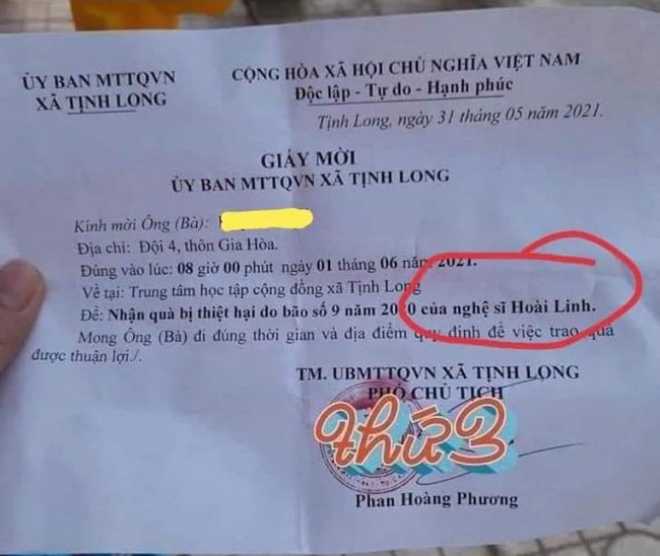 ỦY BAN MTTQVN
XÃ TỊNH LONG
CỘNG HÒA XÃ HỘI CHỦ NGHĨA VIỆT NAM
Độc lập - Tự do - Hạnh phúc
Tịnh Long, ngày 31 tháng 05 năm 2021.
GIẤY MỜI
ỦY BAN MTTQVN XÃ TỊNH LONG
Kính mời Ông (Bà):
Địa chỉ: Đội 4, thôn Gia Hòa.
Đúng vào lúc: 08 giờ 00 phút ngày 01 tháng 06 năm 2021.
Về tại: Trung tâm học tập cộng đồng xã Tịnh Long
Để: Nhận quà bị thiệt hại do bão số 9 năm 2020 của nghệ sĩ Hoài Linh.
Mong Ông (Bà) đi đúng thời gian và địa điểm quy định để việc trao quà
được thuận lợi./.
TM. UBMTTQVN XÃ TỊNH LONG
PHÓ CHỦ TỊCH
thứ 3
Phan Hoàng Phương